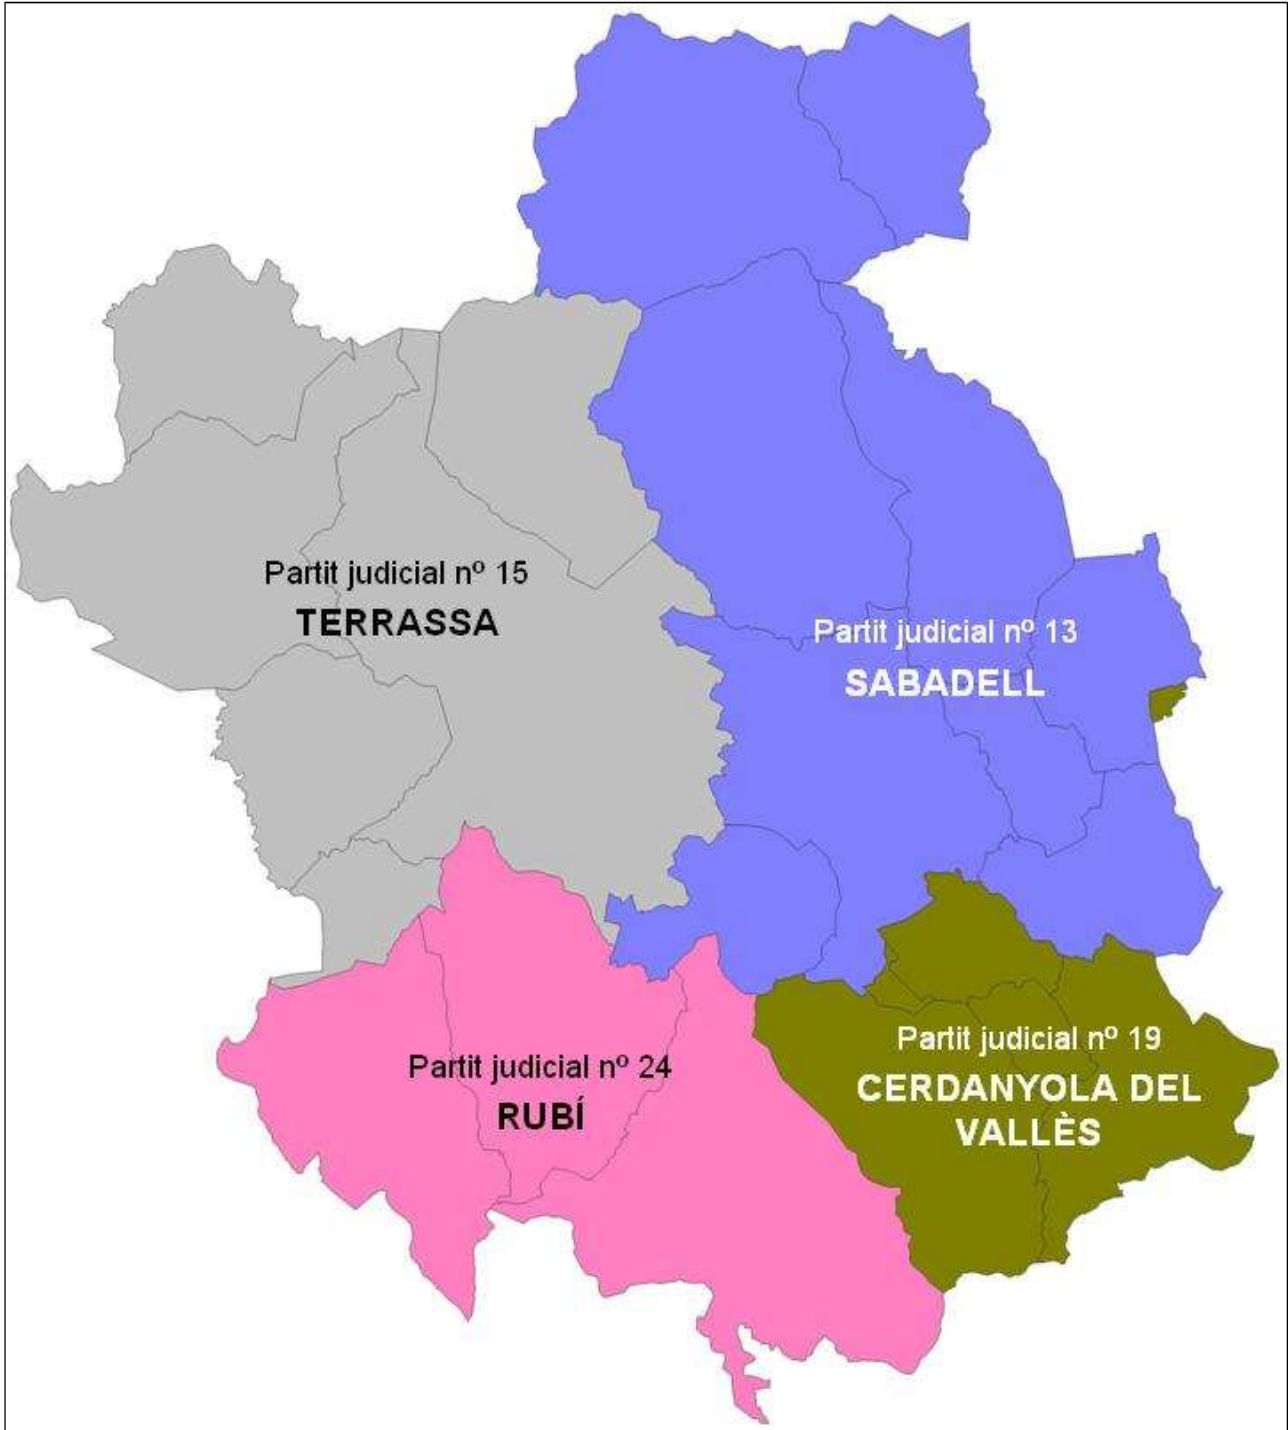 Partit judicial nº 15
TERRASSA
Partit judicial nº 13
SABADELL
Partit judicial nº 24
RUBÍ
Partit judicial nº 19
CERDANYOLA DEL
VALLÈS